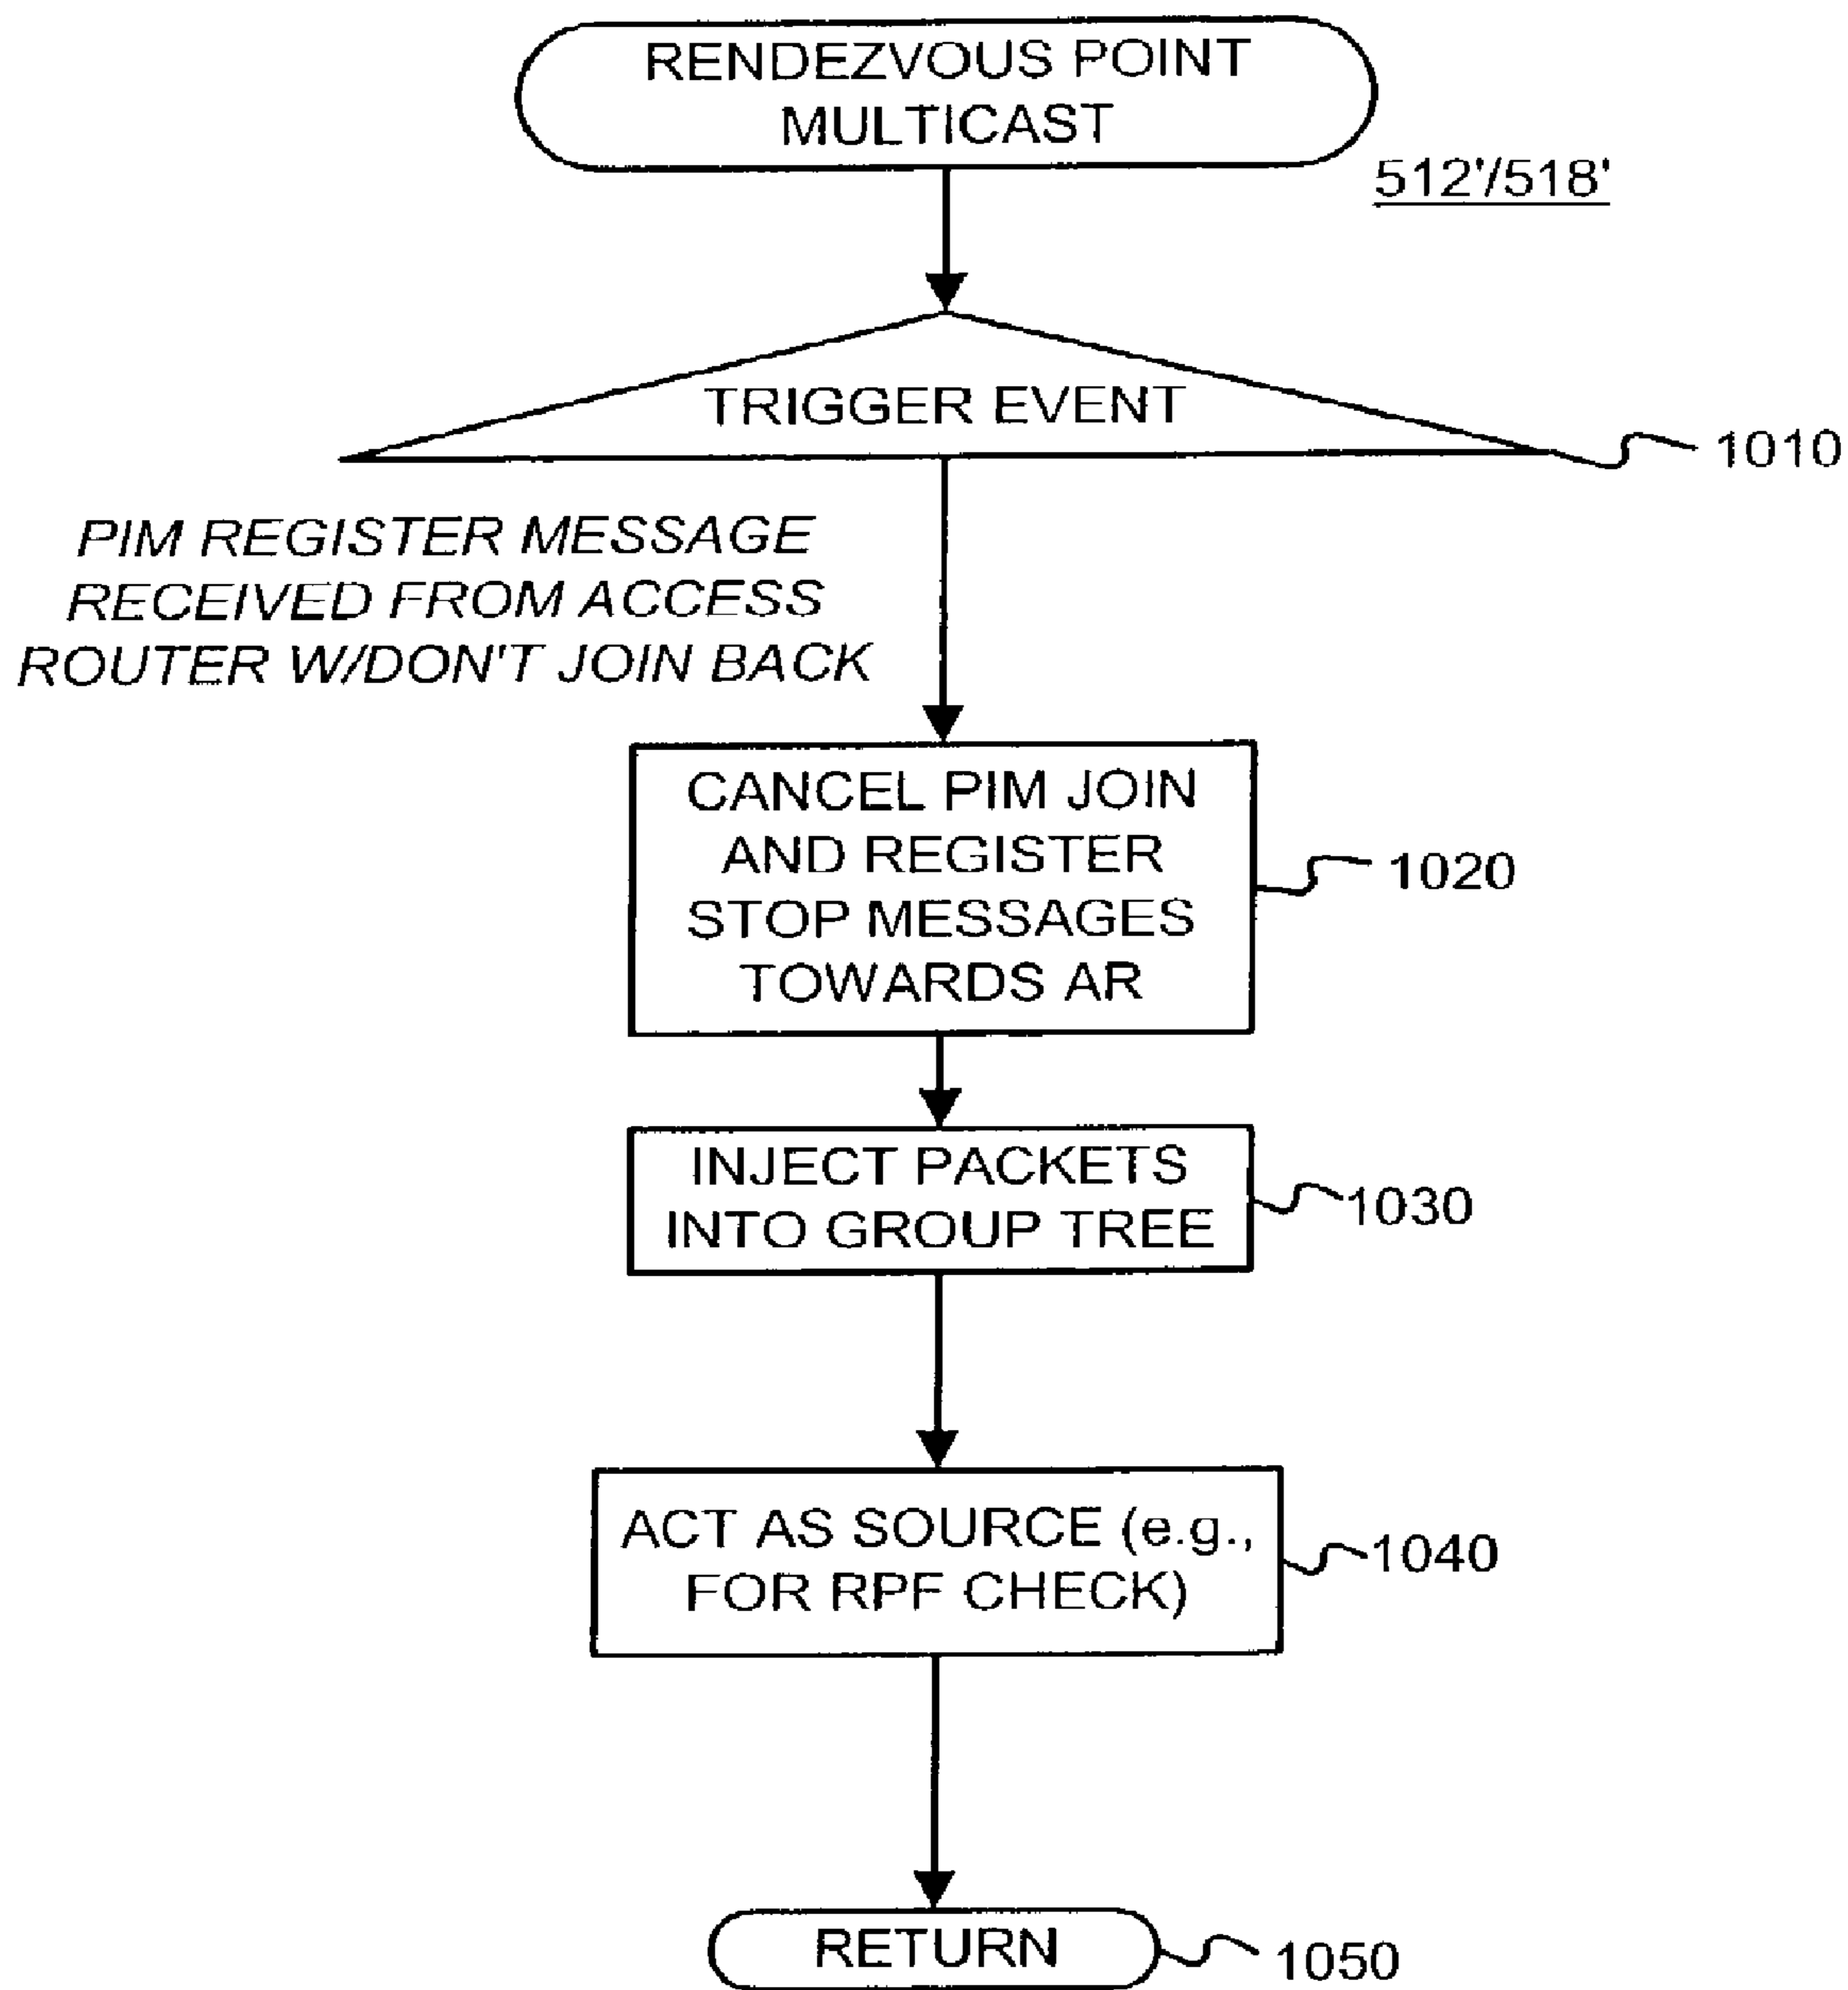 RENDEZVOUS POINT
MULTICAST
512'/518'
TRIGGER EVENT
1010
PIM REGISTER MESSAGE
RECEIVED FROM ACCESS
ROUTER W/DON'T JOIN BACK
CANCEL PIM JOIN
AND REGISTER
STOP MESSAGES
TOWARDS AR
1020
INJECT PACKETS
INTO GROUP TREE
1030
ACT AS SOURCE (e.g.,
FOR RPF CHECK)
1040
RETURN
1050